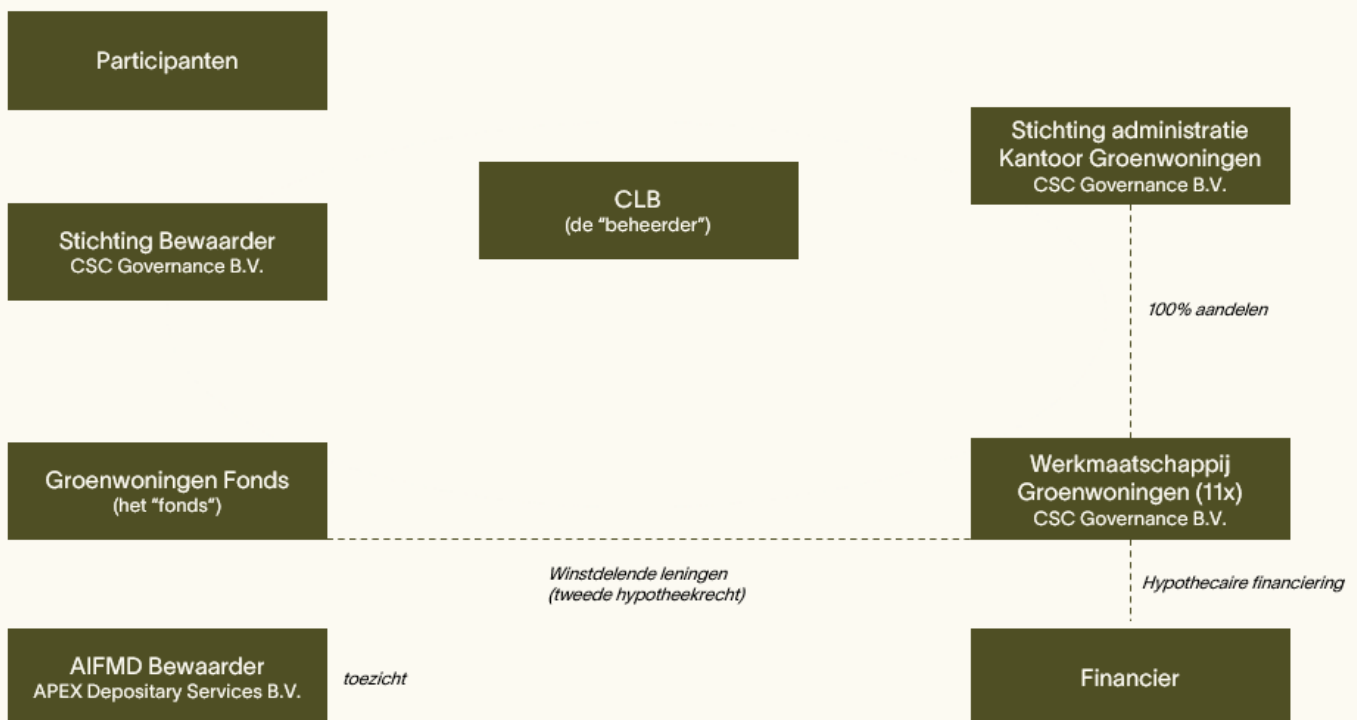 Participanten
Stichting administratie
Kantoor Groenwoningen
CSC Governance B.V.
CLB
(de “beheerder”)
Stichting Bewaarder
CSC Governance B.V.
100% aandelen
Groenwoningen Fonds
(het “fonds”)
Werkmaatschappij
Groenwoningen (11x)
CSC Governance B.V.
Winstdelende leningen
(tweede hypotheekrecht)
Hypothecaire financiering
AIFMD Bewaarder
APEX Depositary Services B.V.
toezicht
Financier